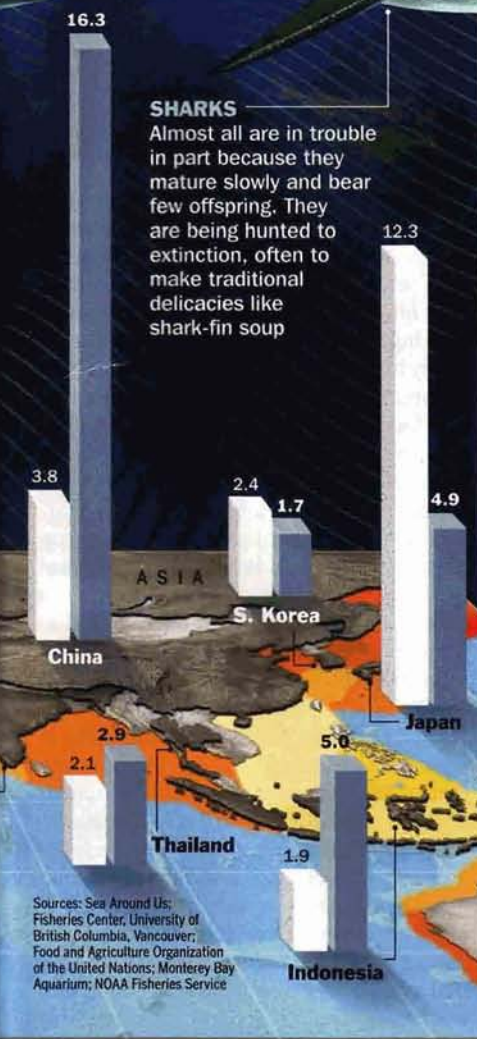 16.3
SHARKS
Almost all are in trouble
in part because they
mature slowly and bear
few offspring. They
are being hunted to
extinction, often to
make traditional
delicacies like
shark-fin soup
12.3
3.8
2.4
1.7
4.9
ASIA
S. Korea
China
Japan
2.9
5.0
2.1
Thailand
1.9
Sources: Sea Around Us;
Fisheries Center, University of
British Columbia, Vancouver;
Food and Agriculture Organization
of the United Nations; Monterey Bay
Aquarium; NOAA Fisheries Service
Indonesia